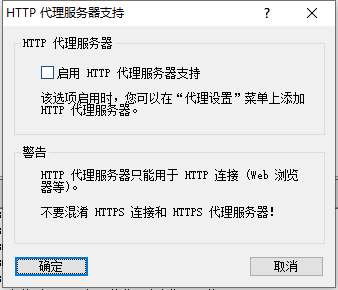 HTTP 代理服务器支持
HTTP 代理服务器
启用 HTTP 代理服务器支持
该选项启用时，您可以在“代理设置”菜单上添加
HTTP 代理服务器。
警告
HTTP 代理服务器只能用于 HTTP 连接 (Web 浏览
器等)。
不要混淆 HTTPS 连接和 HTTPS 代理服务器!
确定
取消